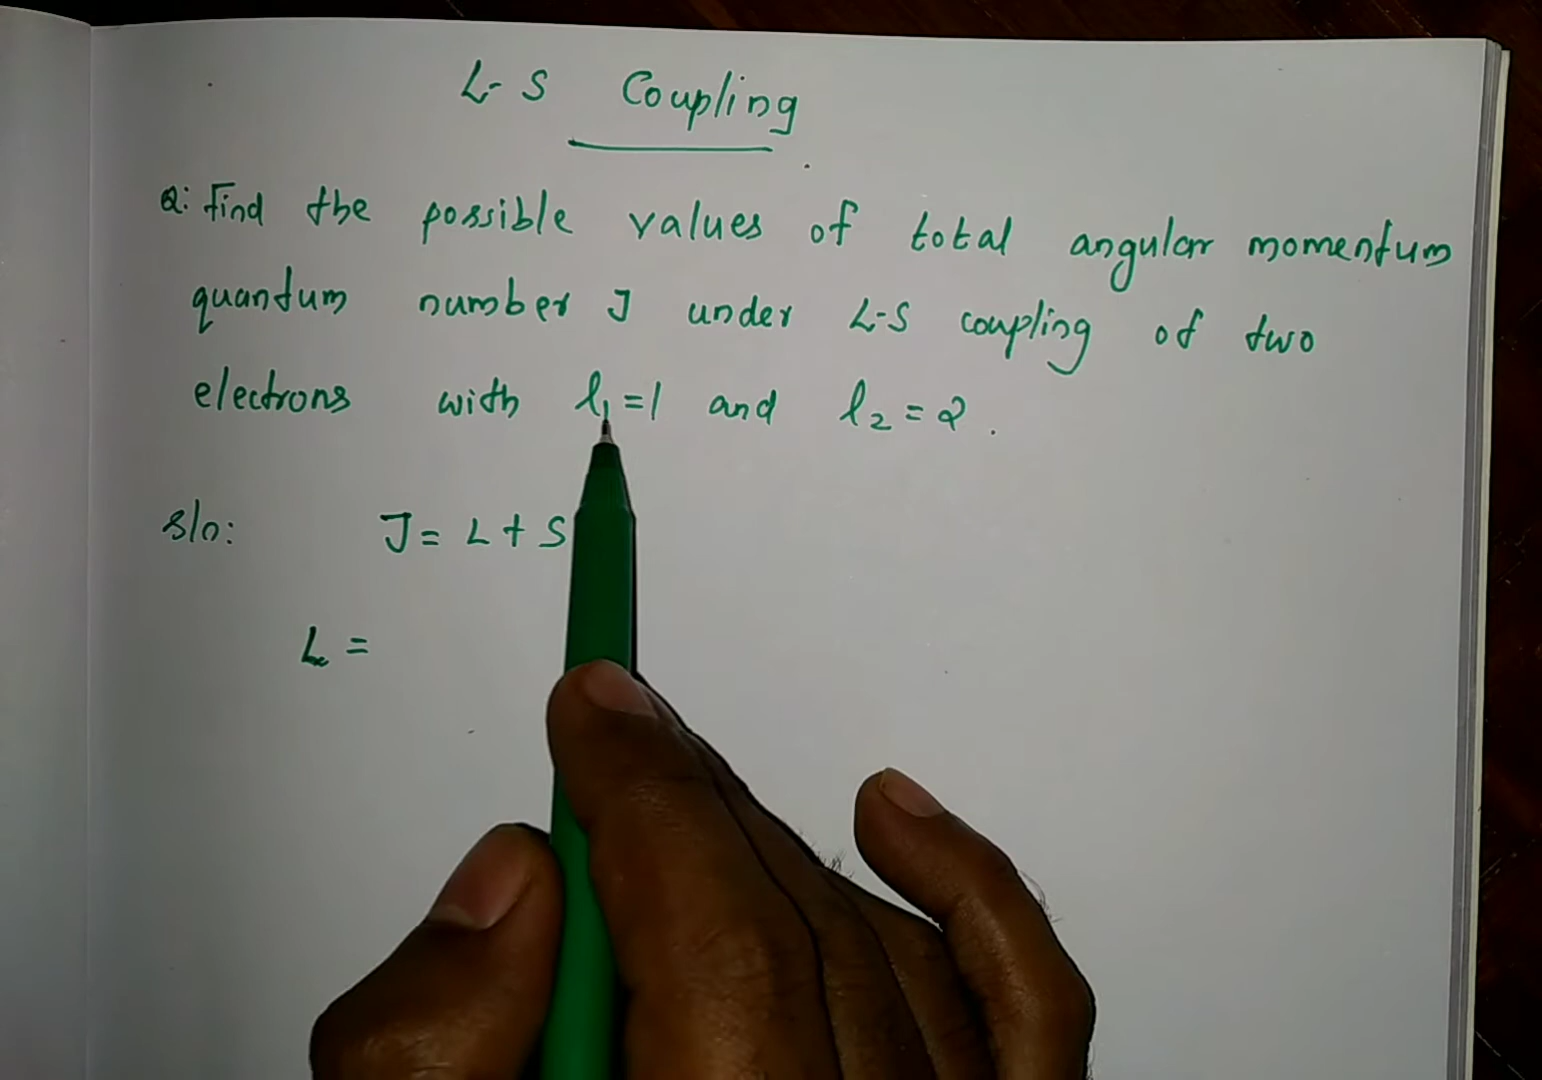 L-S Coupling
Q: Find the possible values of total angular momentum
quantum number J under L-S coupling of two
electrons with l₁=1 and l₂=2.
Sln: J= L+S
L =